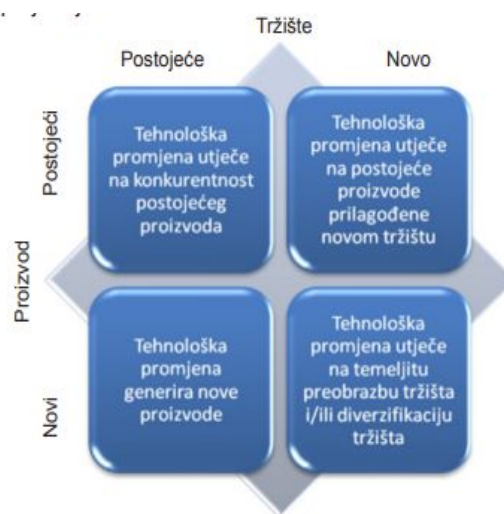 Tržište
Postojeće
Novo
Proizvod
Postojeći
Tehnološka
promjena utječe
na konkurentnost
postojećeg
proizvoda
Tehnološka
promjena utječe
na postojeće
proizvode
prilagođene
novom tržištu
Novi
Tehnološka
promjena
generira nove
proizvode
Tehnološka
promjena utječe
na temeljitu
preobrazbu tržišta
i/ili diverzifikaciju
tržišta